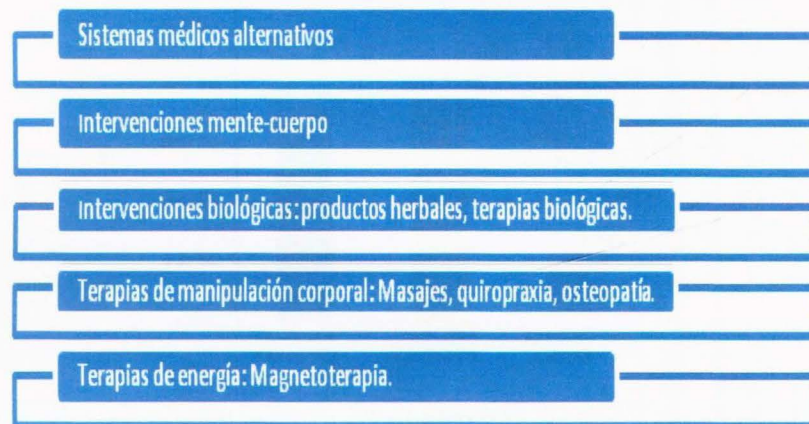 Sistemas médicos alternativos
Intervenciones mente-cuerpo
Intervenciones biológicas: productos herbales, terapias biológicas.
Terapias de manipulación corporal: Masajes, quiropraxia, osteopatía.
Terapias de energía: Magnetoterapia.